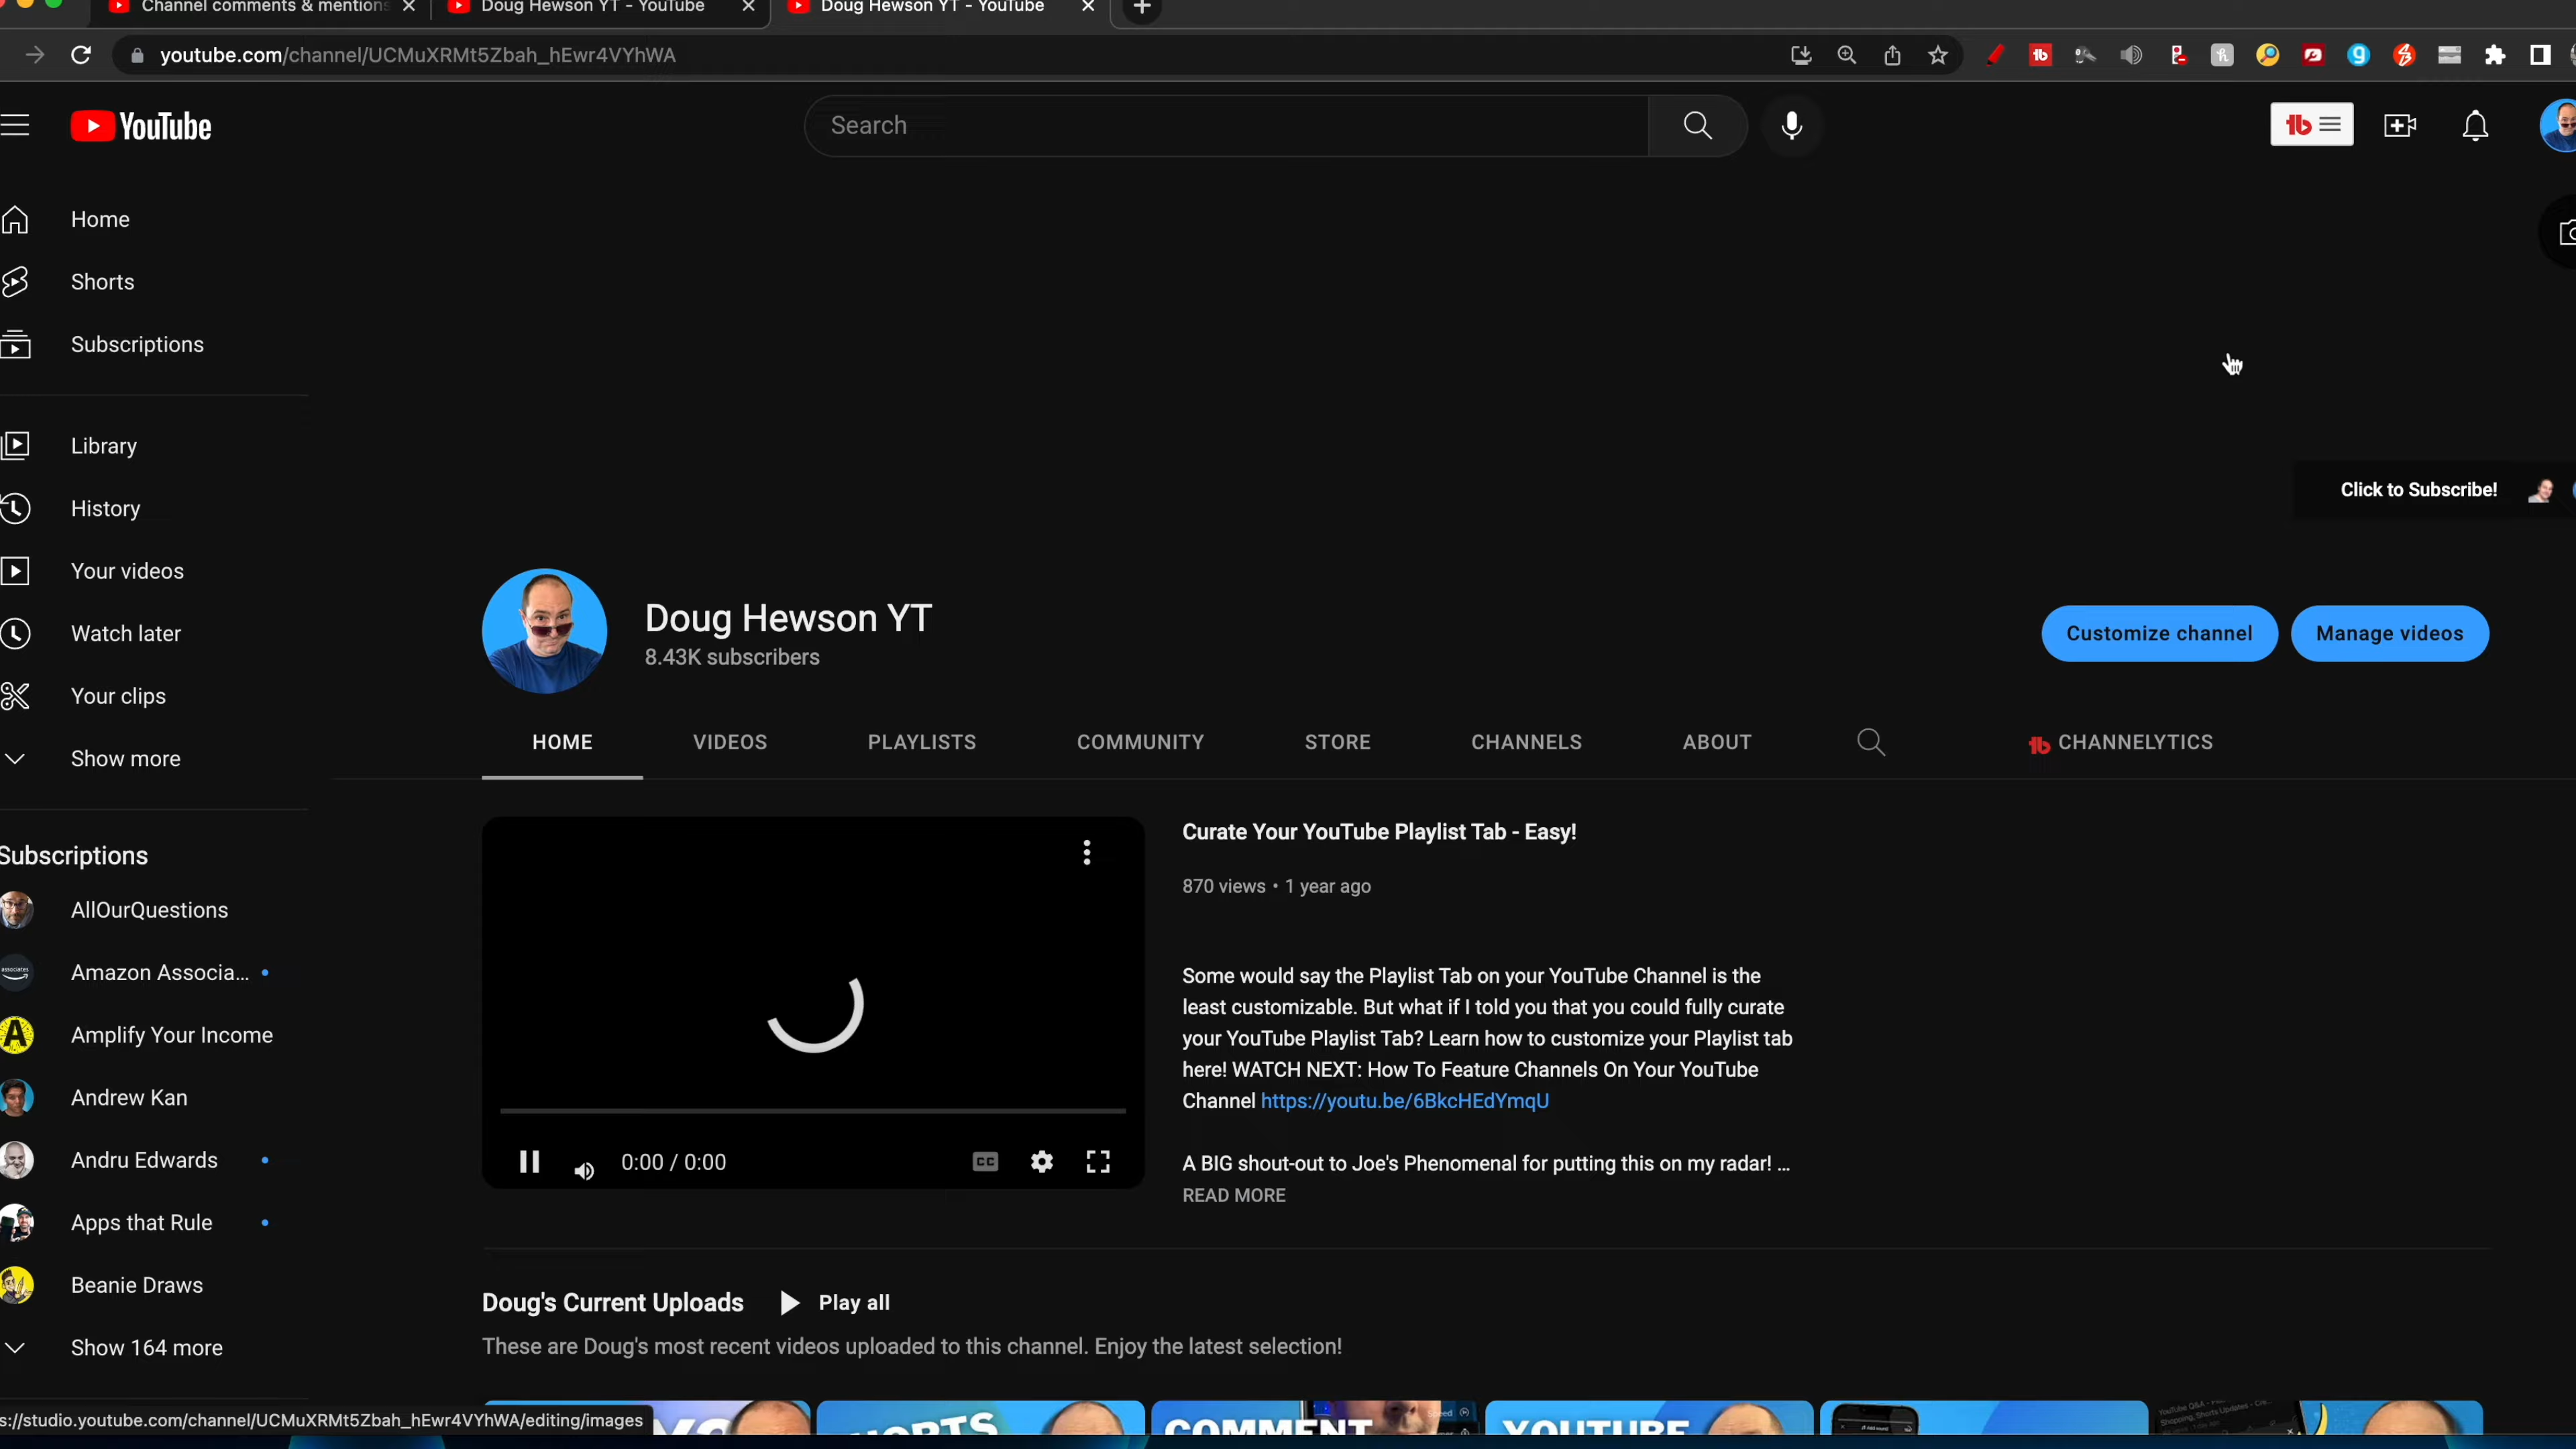 Channel comments & mentions
Doug Hewson YT - YouTube
Doug Hewson YT - YouTube
youtube.com/channel/UCMuXRMt5Zbah_hEwr4VYhWA
YouTube
Search
Home
Shorts
Subscriptions
Library
History
Your videos
Watch later
Your clips
Show more
Subscriptions
AllOurQuestions
Amazon Associa...
Amplify Your Income
Andrew Kan
Andru Edwards
Apps that Rule
Beanie Draws
Show 164 more
Click to Subscribe!
Doug Hewson YT
8.43K subscribers
Customize channel
Manage videos
HOME VIDEOS PLAYLISTS COMMUNITY STORE CHANNELS ABOUT CHANNELYTICS
0:00 / 0:00
CC
Curate Your YouTube Playlist Tab - Easy!
870 views • 1 year ago
Some would say the Playlist Tab on your YouTube Channel is the
least customizable. But what if I told you that you could fully curate
your YouTube Playlist Tab? Learn how to customize your Playlist tab
here! WATCH NEXT: How To Feature Channels On Your YouTube
Channel https://youtu.be/6BkcHEdYmqU
A BIG shout-out to Joe's Phenomenal for putting this on my radar! ...
READ MORE
Doug's Current Uploads
Play all
These are Doug's most recent videos uploaded to this channel. Enjoy the latest selection!
s://studio.youtube.com/channel/UCMuXRMt5Zbah_hEwr4VYhWA/editing/images
COMMENT
YOUTUBE